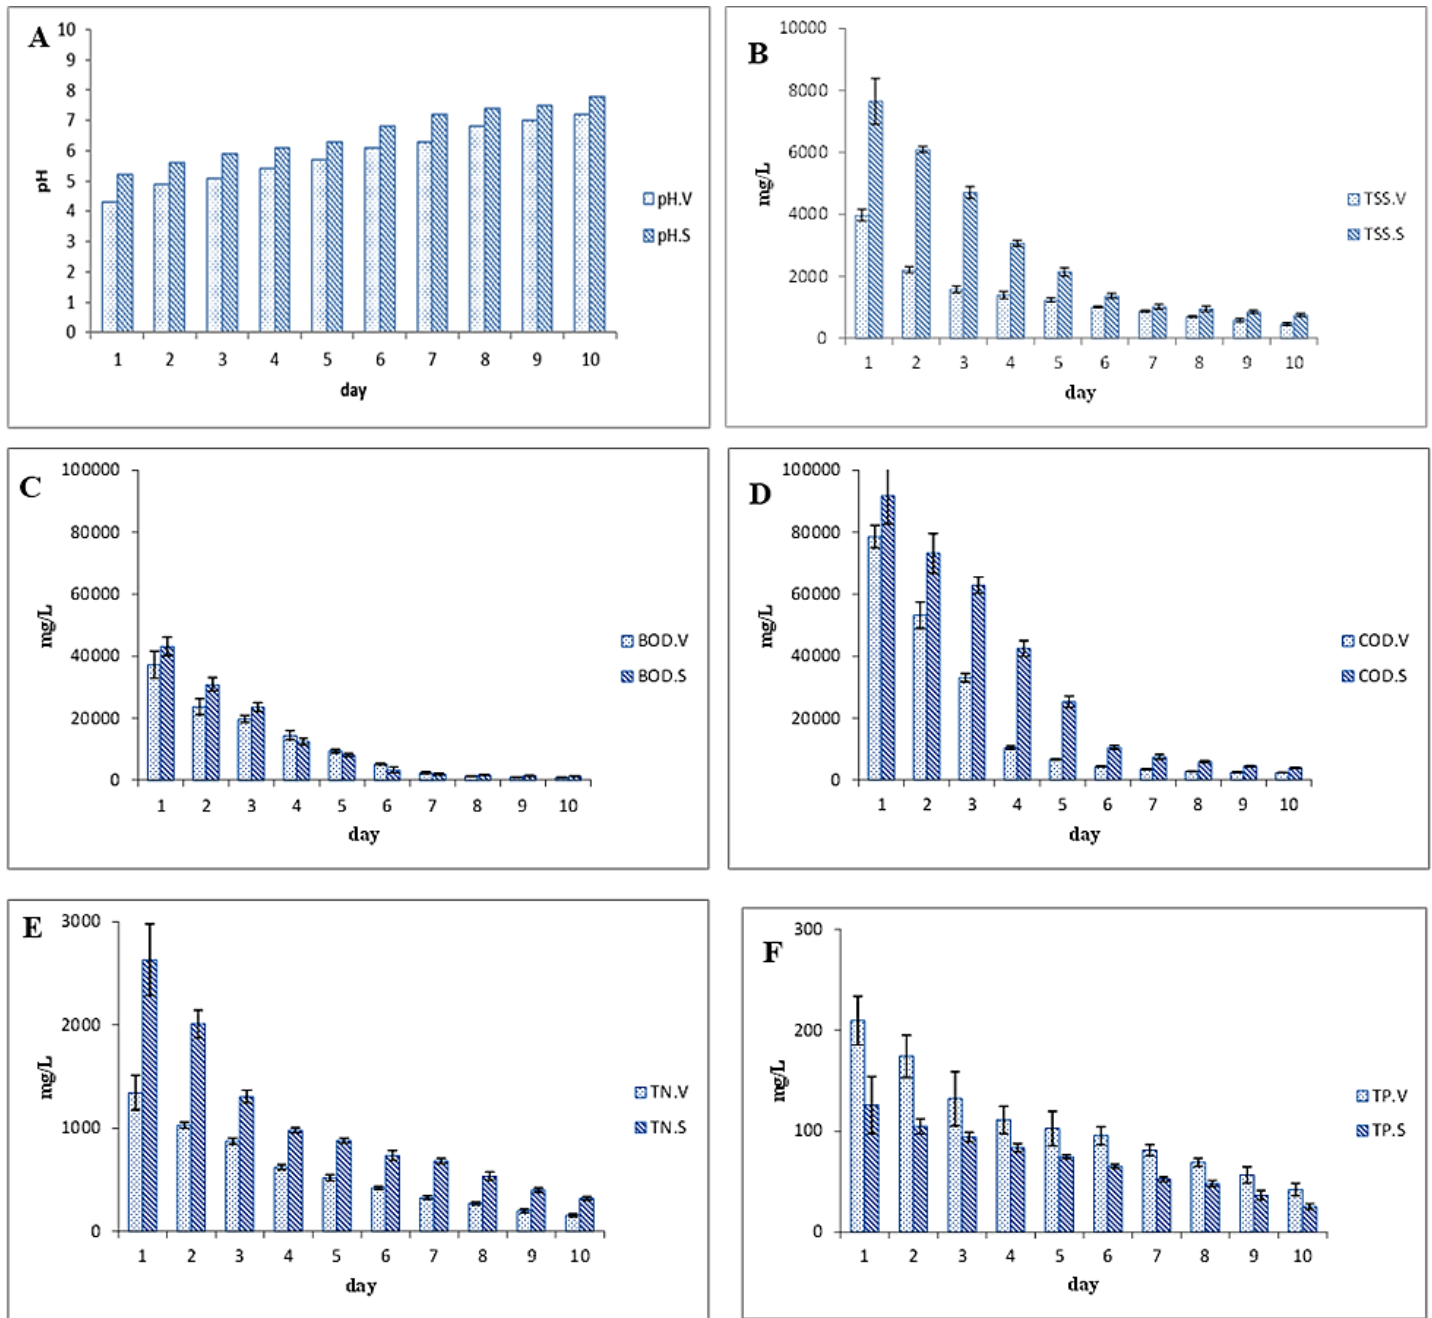 A
10
9
8
7
6
5
4
3
2
1
0
pH
1 2 3 4 5 6 7 8 9 10
day
pH.V
pH.S
B
10000
8000
6000
4000
2000
0
mg/L
1 2 3 4 5 6 7 8 9 10
day
TSS.V
TSS.S
C
100000
80000
60000
40000
20000
0
mg/L
1 2 3 4 5 6 7 8 9 10
day
BOD.V
BOD.S
D
100000
80000
60000
40000
20000
0
mg/L
1 2 3 4 5 6 7 8 9 10
day
COD.V
COD.S
E
3000
2000
1000
0
mg/L
1 2 3 4 5 6 7 8 9 10
day
TN.V
TN.S
F
300
200
100
0
mg/L
1 2 3 4 5 6 7 8 9 10
day
TP.V
TP.S